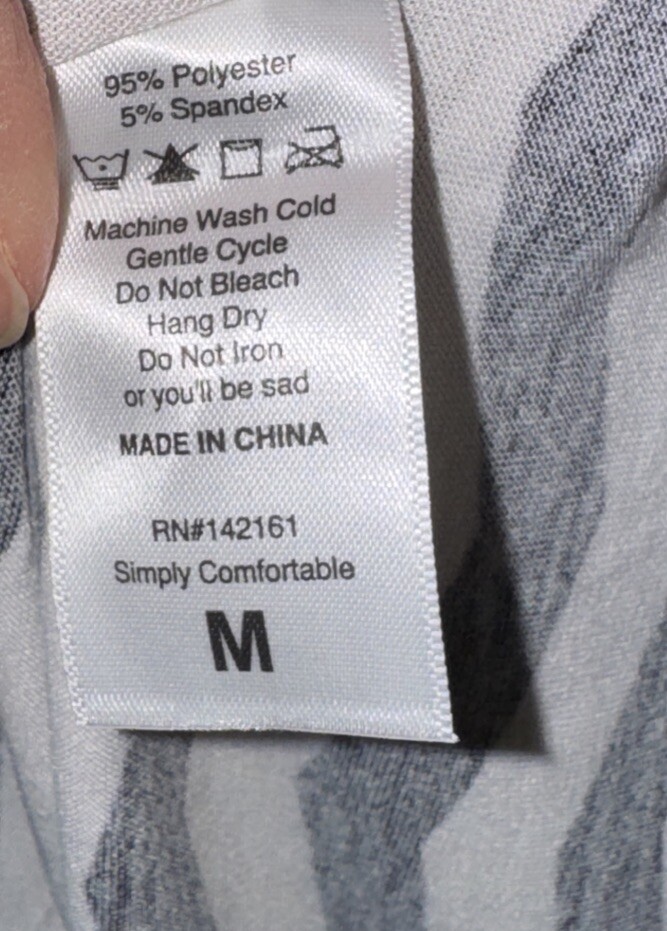 95% Polyester
5% Spandex
Machine Wash Cold
Gentle Cycle
Do Not Bleach
Hang Dry
Do Not Iron
or you'll be sad
MADE IN CHINA
RN#142161
Simply Comfortable
M